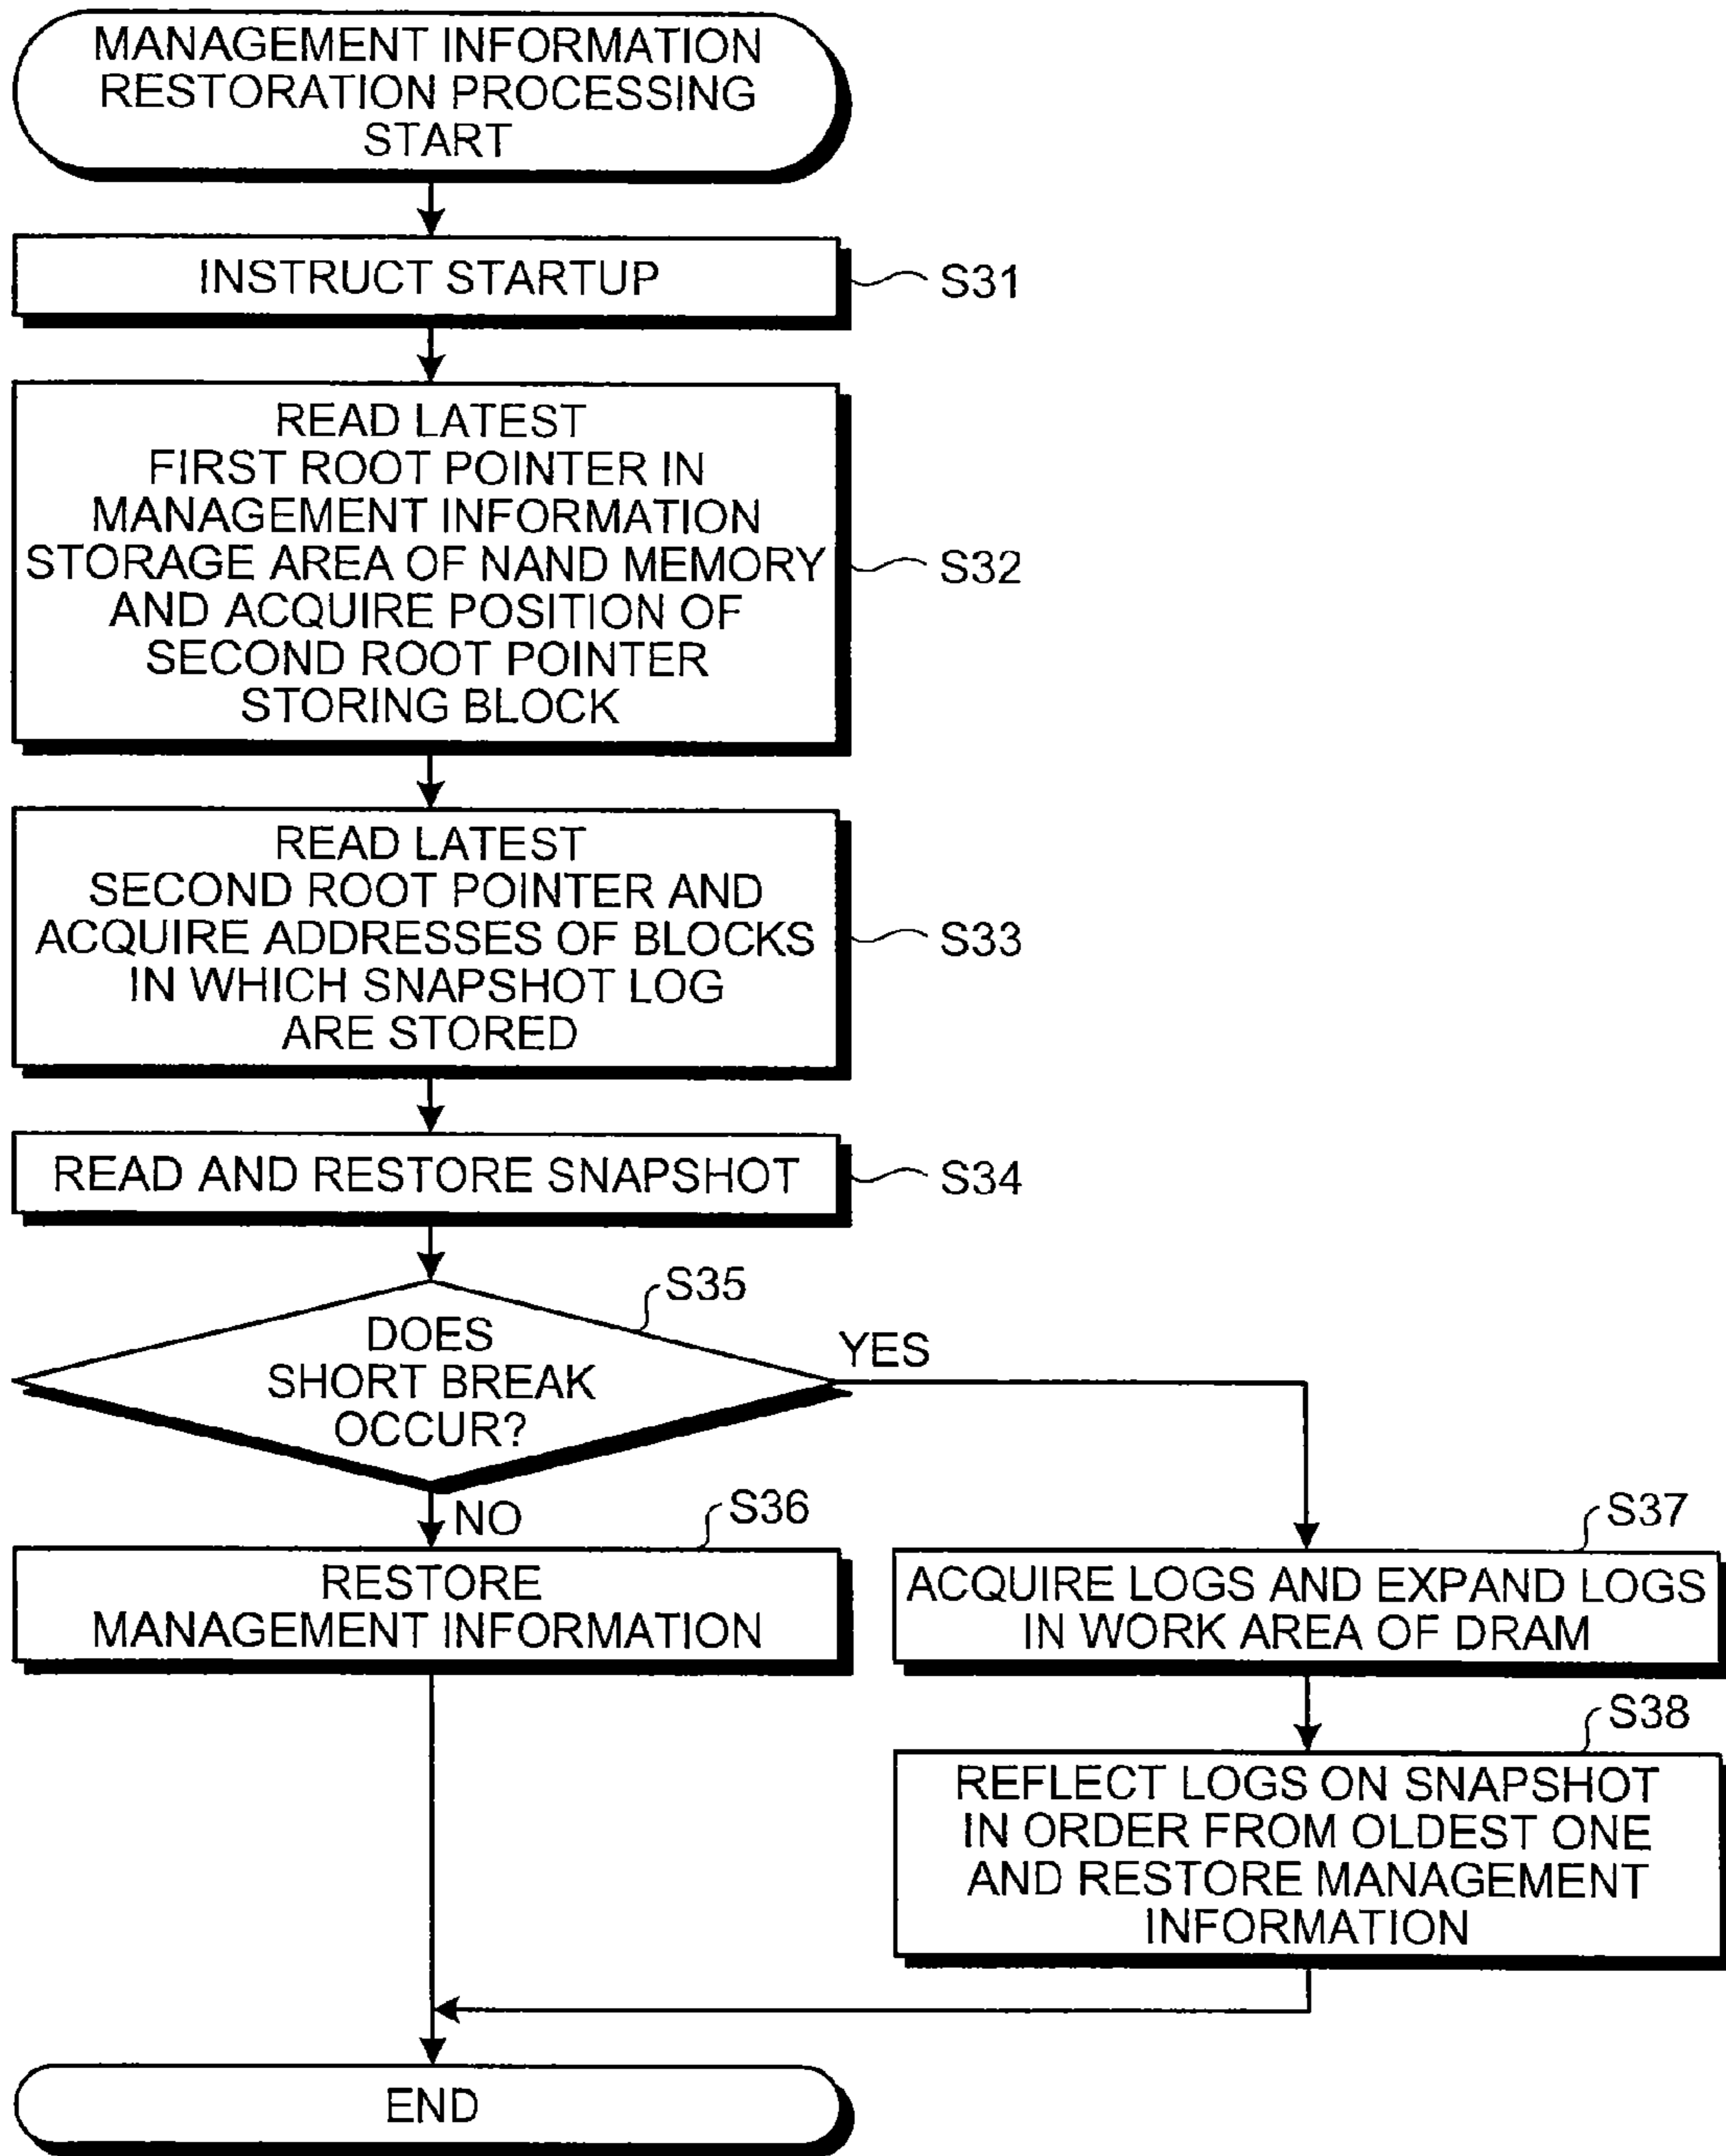 MANAGEMENT INFORMATION
RESTORATION PROCESSING
START
INSTRUCT STARTUP
S31
READ LATEST
FIRST ROOT POINTER IN
MANAGEMENT INFORMATION
STORAGE AREA OF NAND MEMORY
AND ACQUIRE POSITION OF
SECOND ROOT POINTER
STORING BLOCK
S32
READ LATEST
SECOND ROOT POINTER AND
ACQUIRE ADDRESSES OF BLOCKS
IN WHICH SNAPSHOT LOG
ARE STORED
S33
READ AND RESTORE SNAPSHOT
S34
S35
DOES
SHORT BREAK
OCCUR?
YES
NO
S36
RESTORE
MANAGEMENT INFORMATION
S37
ACQUIRE LOGS AND EXPAND LOGS
IN WORK AREA OF DRAM
S38
REFLECT LOGS ON SNAPSHOT
IN ORDER FROM OLDEST ONE
AND RESTORE MANAGEMENT
INFORMATION
END